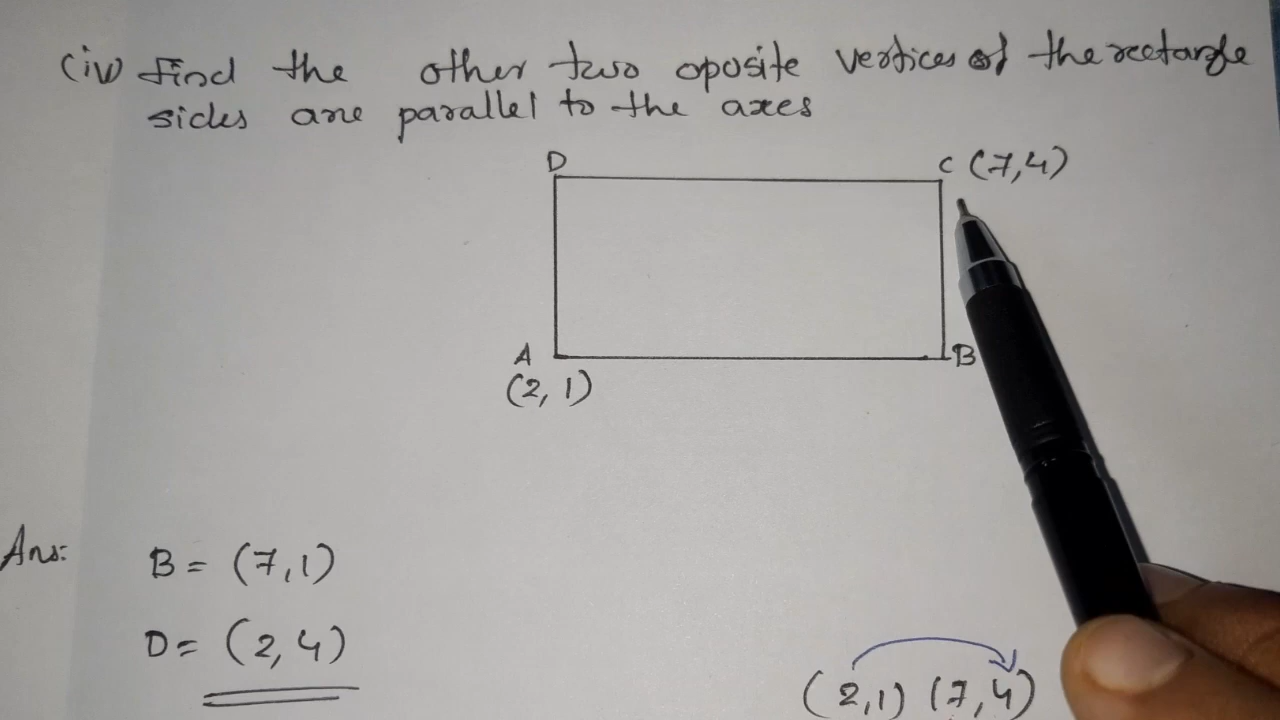 (iv) Find the other two oposite vertices of the rectangle
sides are parallel to the axes
D C (7,4)
A B
(2, 1)
Ans: B = (7,1)
D = (2,4)
(2,1) (7,4)